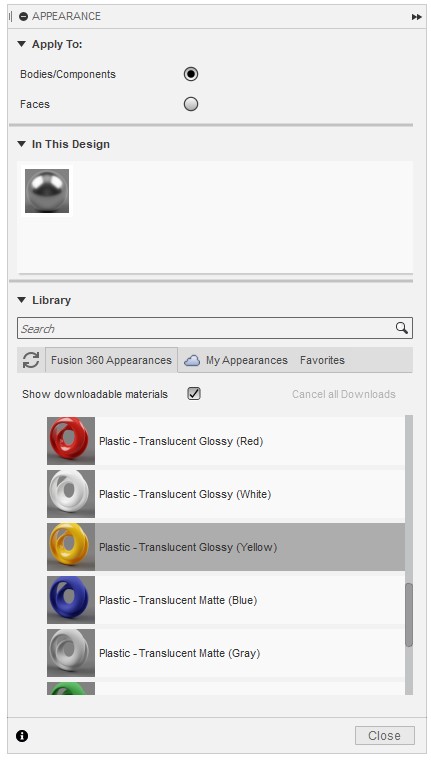 APPEARANCE
Apply To:
Bodies/Components
Faces
In This Design
Library
Search
Fusion 360 Appearances My Appearances Favorites
Show downloadable materials Cancel all Downloads
Plastic - Translucent Glossy (Red)
Plastic - Translucent Glossy (White)
Plastic - Translucent Glossy (Yellow)
Plastic - Translucent Matte (Blue)
Plastic - Translucent Matte (Gray)
Close